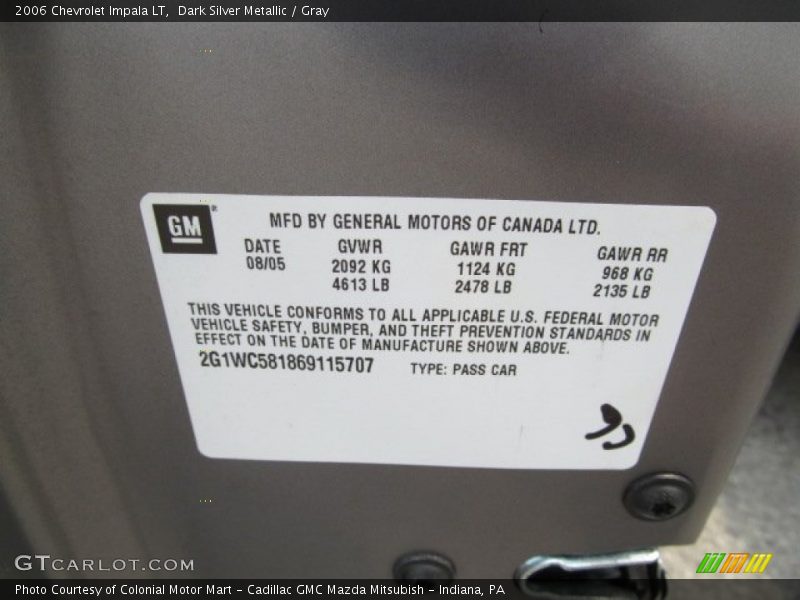 2006 Chevrolet Impala LT,  Dark Silver Metallic / Gray
GM®
MFD BY GENERAL MOTORS OF CANADA LTD.
DATE GVWR GAWR FRT GAWR RR
08/05 2092 KG 1124 KG 968 KG
4613 LB 2478 LB 2135 LB
THIS VEHICLE CONFORMS TO ALL APPLICABLE U.S. FEDERAL MOTOR
VEHICLE SAFETY, BUMPER, AND THEFT PREVENTION STANDARDS IN
EFFECT ON THE DATE OF MANUFACTURE SHOWN ABOVE.
2G1WC581869115707 TYPE: PASS CAR
GTCARLOT.COM
Photo Courtesy of Colonial Motor Mart - Cadillac GMC Mazda Mitsubish - Indiana, PA